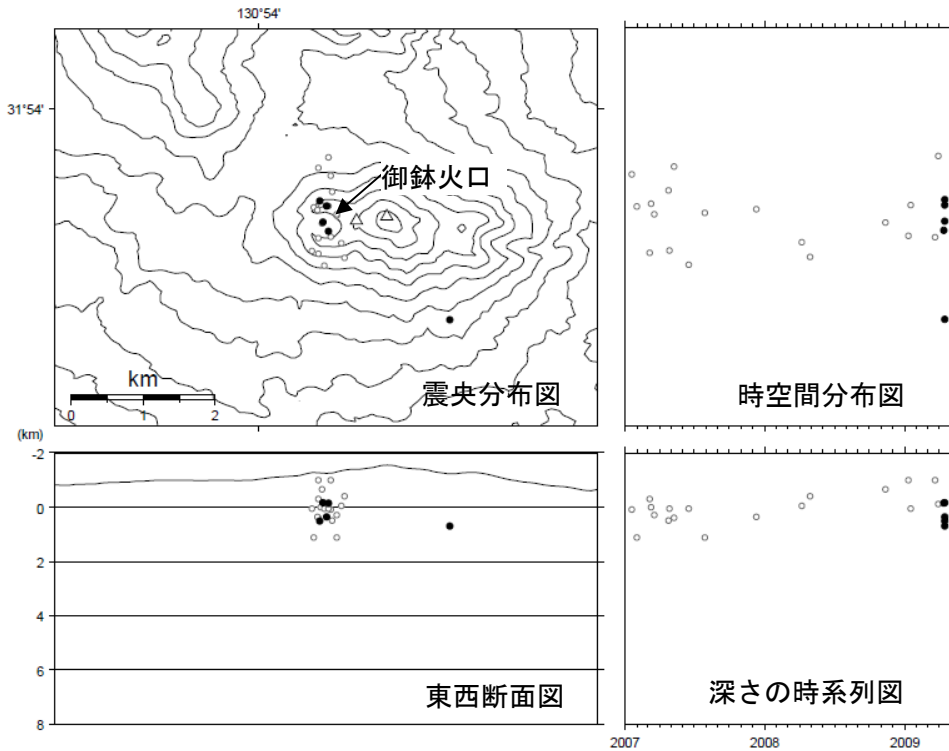 130°54'
31°54'
御鉢火口
km
0 1 2
震央分布図
時空間分布図
(km)
-2
0
2
4
6
8
東西断面図
深さの時系列図
2007 2008 2009